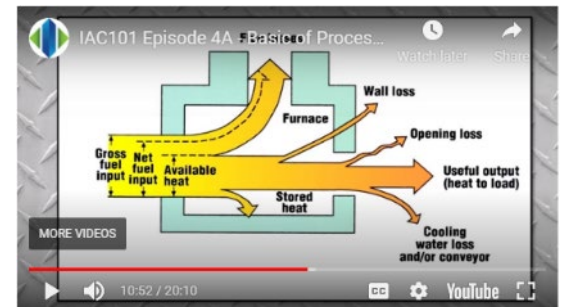 IAC101 Episode 4A - Basic of Proces...
Watch later
Share
Wall loss
Furnace
Opening loss
Gross
fuel
input
Net
fuel
input
Available
heat
Useful output
(heat to load)
Stored
heat
Cooling
water loss
and/or conveyor
MORE VIDEOS
10:52 / 20:10
CC
YouTube